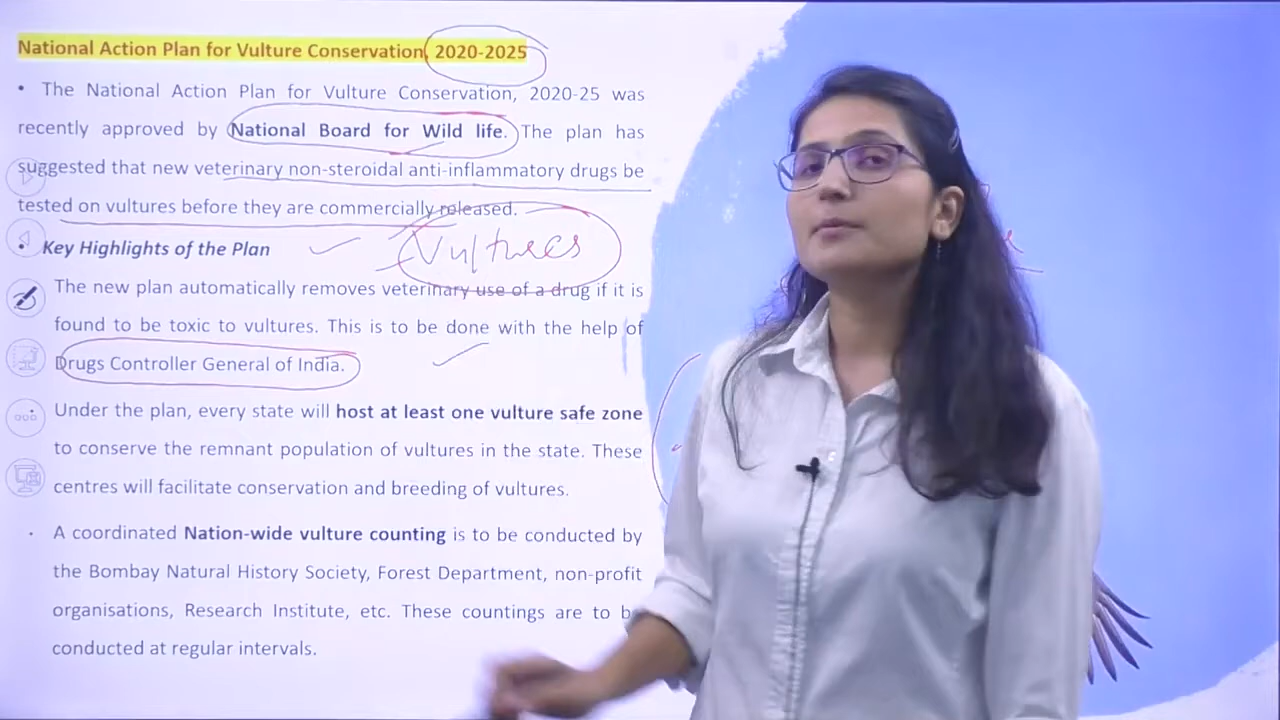 National Action Plan for Vulture Conservation, 2020-2025
• The National Action Plan for Vulture Conservation, 2020-25 was
recently approved by National Board for Wild life. The plan has
suggested that new veterinary non-steroidal anti-inflammatory drugs be
tested on vultures before they are commercially released.
• Key Highlights of the Plan
Vultures
The new plan automatically removes veterinary use of a drug if it is
found to be toxic to vultures. This is to be done with the help of
Drugs Controller General of India.
Under the plan, every state will host at least one vulture safe zone
to conserve the remnant population of vultures in the state. These
centres will facilitate conservation and breeding of vultures.
• A coordinated Nation-wide vulture counting is to be conducted by
the Bombay Natural History Society, Forest Department, non-profit
organisations, Research Institute, etc. These countings are to
conducted at regular intervals.